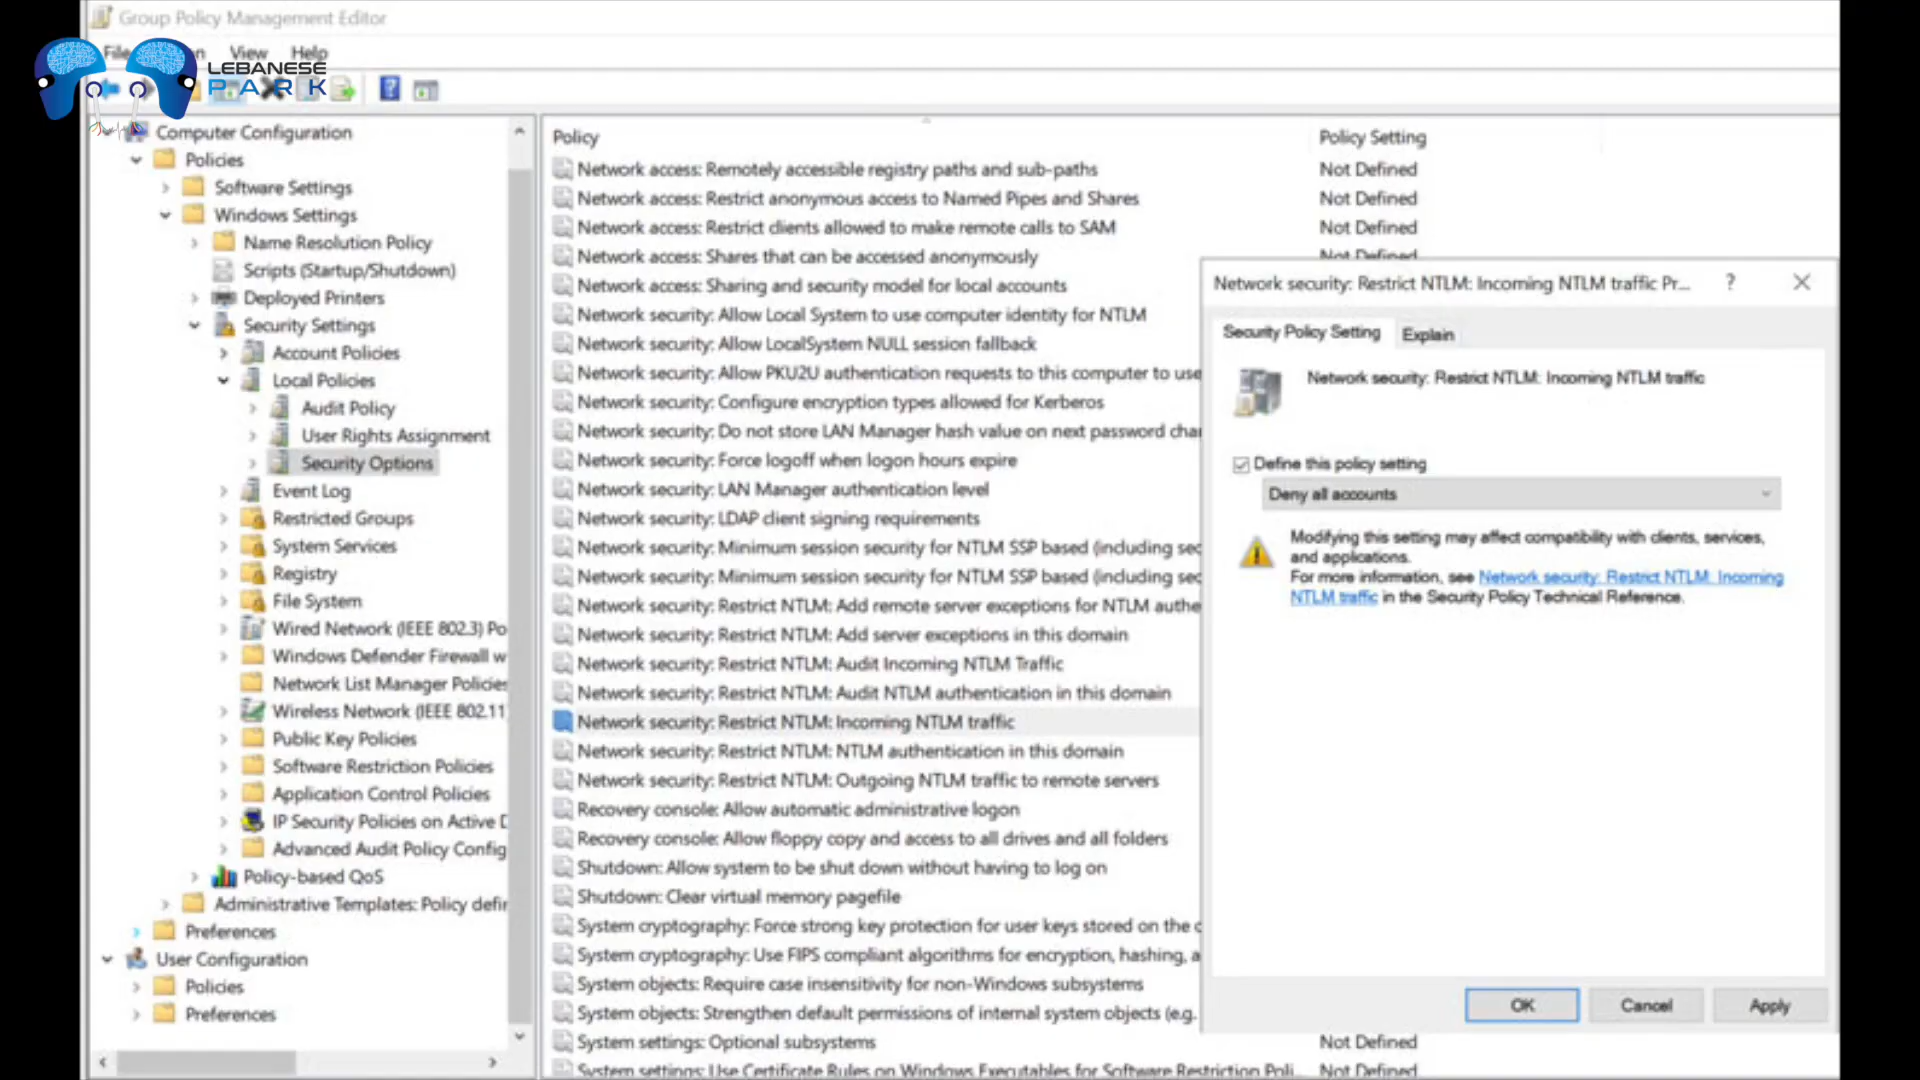 Group Policy Management Editor
File
View
Help
LEBANESE
PARK
Computer Configuration
Policies
Software Settings
Windows Settings
Name Resolution Policy
Scripts (Startup/Shutdown)
Deployed Printers
Security Settings
Account Policies
Local Policies
Audit Policy
User Rights Assignment
Security Options
Event Log
Restricted Groups
System Services
Registry
File System
Wired Network (IEEE 802.3) Po
Windows Defender Firewall w
Network List Manager Policies
Wireless Network (IEEE 802.11)
Public Key Policies
Software Restriction Policies
Application Control Policies
IP Security Policies on Active D
Advanced Audit Policy Config
Policy-based QoS
Administrative Templates: Policy defin
Preferences
User Configuration
Policies
Preferences
Policy Policy Setting
Network access: Remotely accessible registry paths and sub-paths Not Defined
Network access: Restrict anonymous access to Named Pipes and Shares Not Defined
Network access: Restrict clients allowed to make remote calls to SAM Not Defined
Network access: Shares that can be accessed anonymously Not Defined
Network access: Sharing and security model for local accounts
Network security: Allow Local System to use computer identity for NTLM
Network security: Allow LocalSystem NULL session fallback
Network security: Allow PKU2U authentication requests to this computer to use
Network security: Configure encryption types allowed for Kerberos
Network security: Do not store LAN Manager hash value on next password chan
Network security: Force logoff when logon hours expire
Network security: LAN Manager authentication level
Network security: LDAP client signing requirements
Network security: Minimum session security for NTLM SSP based (including sec
Network security: Minimum session security for NTLM SSP based (including sec
Network security: Restrict NTLM: Add remote server exceptions for NTLM authe
Network security: Restrict NTLM: Add server exceptions in this domain
Network security: Restrict NTLM: Audit Incoming NTLM Traffic
Network security: Restrict NTLM: Audit NTLM authentication in this domain
Network security: Restrict NTLM: Incoming NTLM traffic
Network security: Restrict NTLM: NTLM authentication in this domain
Network security: Restrict NTLM: Outgoing NTLM traffic to remote servers
Recovery console: Allow automatic administrative logon
Recovery console: Allow floppy copy and access to all drives and all folders
Shutdown: Allow system to be shut down without having to log on
Shutdown: Clear virtual memory pagefile
System cryptography: Force strong key protection for user keys stored on the c
System cryptography: Use FIPS compliant algorithms for encryption, hashing, a
System objects: Require case insensitivity for non-Windows subsystems
System objects: Strengthen default permissions of internal system objects (e.g.
System settings: Optional subsystems Not Defined
System settings: Use Certificate Rules on Windows Executables for Software Restriction Poli... Not Defined
Network security: Restrict NTLM: Incoming NTLM traffic Pr... ?
Security Policy Setting Explain
Network security: Restrict NTLM: Incoming NTLM traffic
Define this policy setting
Deny all accounts
Modifying this setting may affect compatibility with clients, services,
and applications.
For more information, see Network security: Restrict NTLM: Incoming
NTLM traffic in the Security Policy Technical Reference.
OK Cancel Apply